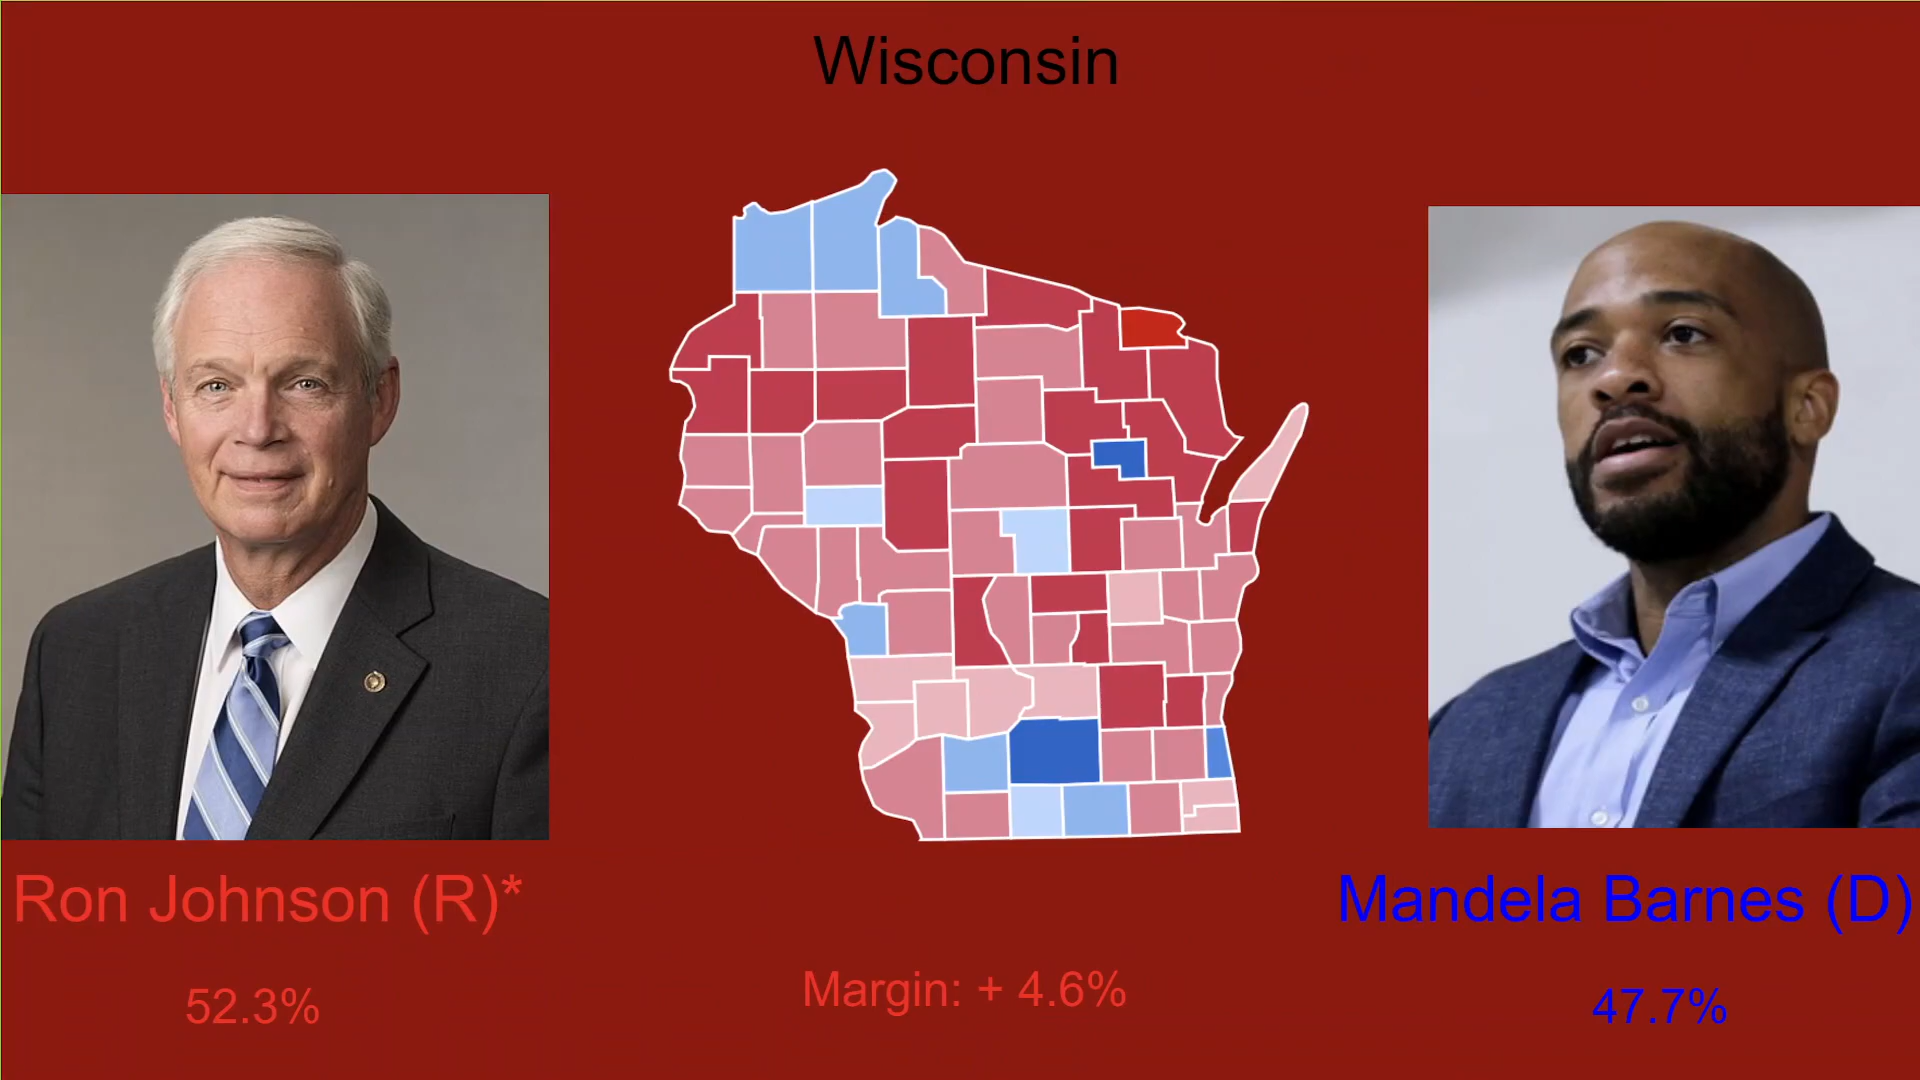 Wisconsin
Ron Johnson (R)*
Mandela Barnes (D)
52.3%
Margin: + 4.6%
47.7%